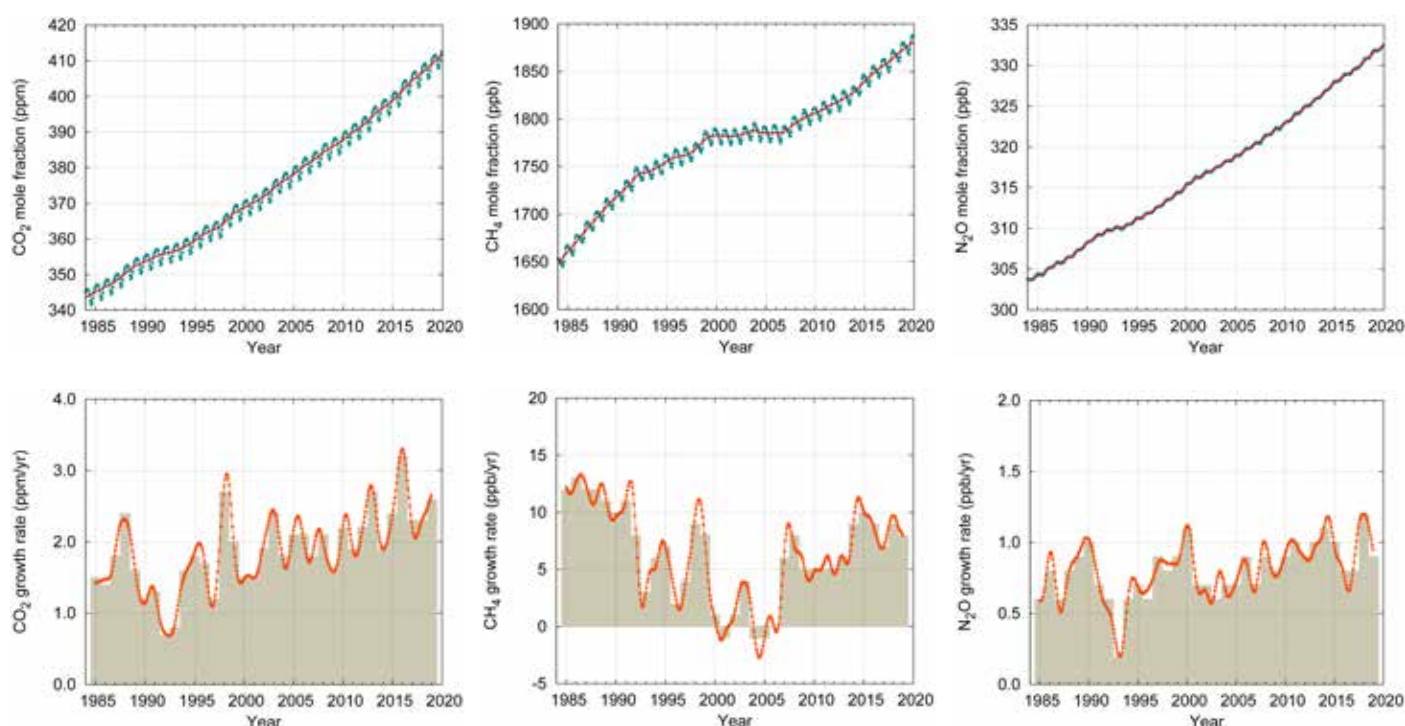 CO2 mole fraction (ppm)
420
410
400
390
380
370
360
350
340
1985 1990 1995 2000 2005 2010 2015 2020
Year
CH4 mole fraction (ppb)
1900
1850
1800
1750
1700
1650
1600
1985 1990 1995 2000 2005 2010 2015 2020
Year
N2O mole fraction (ppb)
335
330
325
320
315
310
305
300
1985 1990 1995 2000 2005 2010 2015 2020
Year
CO2 growth rate (ppm/yr)
4.0
3.0
2.0
1.0
0.0
1985 1990 1995 2000 2005 2010 2015 2020
Year
CH4 growth rate (ppb/yr)
20
15
10
5
0
-5
1985 1990 1995 2000 2005 2010 2015 2020
Year
N2O growth rate (ppb/yr)
2.0
1.5
1.0
0.5
0.0
1985 1990 1995 2000 2005 2010 2015 2020
Year